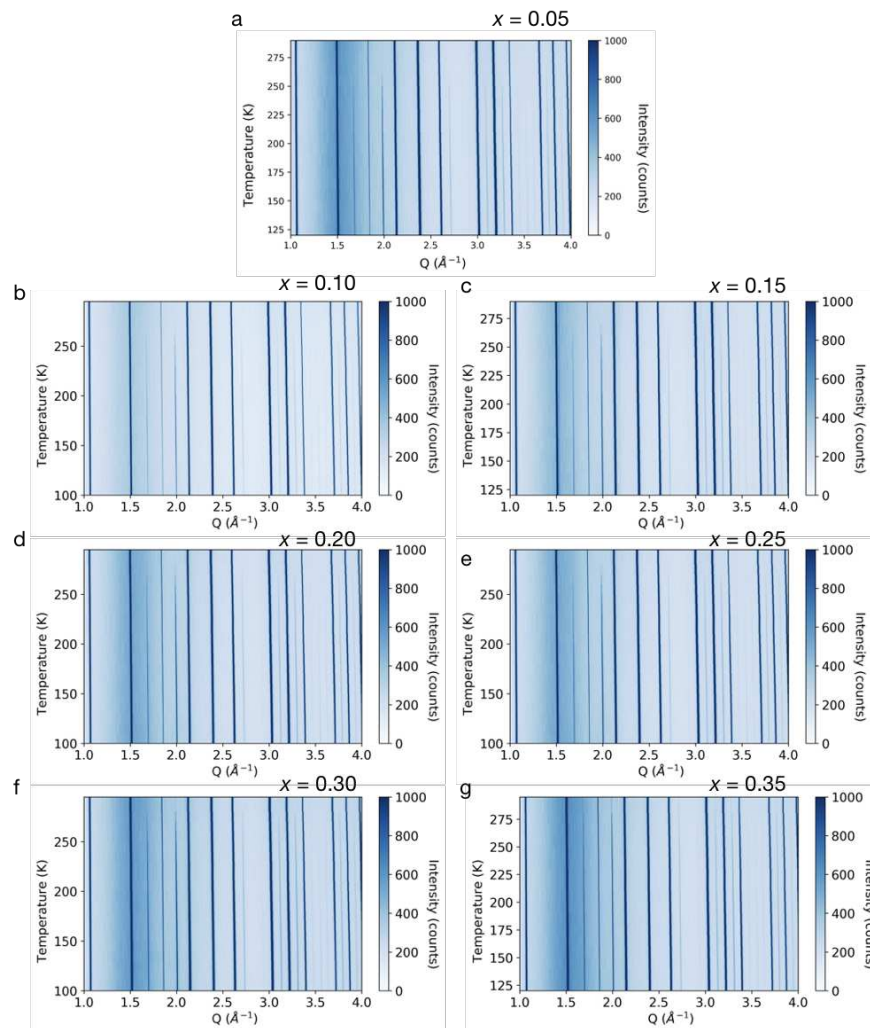 a
x = 0.05
275
250
225
200
175
150
125
1.0 1.5 2.0 2.5 3.0 3.5 4.0
Temperature (K)
Q (Å⁻¹)
1000
800
600
400
200
0
Intensity (counts)
b
x = 0.10
250
200
150
100
1.0 1.5 2.0 2.5 3.0 3.5 4.0
Temperature (K)
Q (Å⁻¹)
1000
800
600
400
200
0
Intensity (counts)
c
x = 0.15
275
250
225
200
175
150
125
1.0 1.5 2.0 2.5 3.0 3.5 4.0
Temperature (K)
Q (Å⁻¹)
1000
800
600
400
200
0
Intensity (counts)
d
x = 0.20
250
200
150
100
1.0 1.5 2.0 2.5 3.0 3.5 4.0
Temperature (K)
Q (Å⁻¹)
1000
800
600
400
200
0
Intensity (counts)
e
x = 0.25
250
200
150
100
1.0 1.5 2.0 2.5 3.0 3.5 4.0
Temperature (K)
Q (Å⁻¹)
1000
800
600
400
200
0
Intensity (counts)
f
x = 0.30
250
200
150
100
1.0 1.5 2.0 2.5 3.0 3.5 4.0
Temperature (K)
Q (Å⁻¹)
1000
800
600
400
200
0
Intensity (counts)
g
x = 0.35
275
250
225
200
175
150
125
1.0 1.5 2.0 2.5 3.0 3.5 4.0
Temperature (K)
Q (Å⁻¹)
1000
800
600
400
200
0
Intensity (counts)